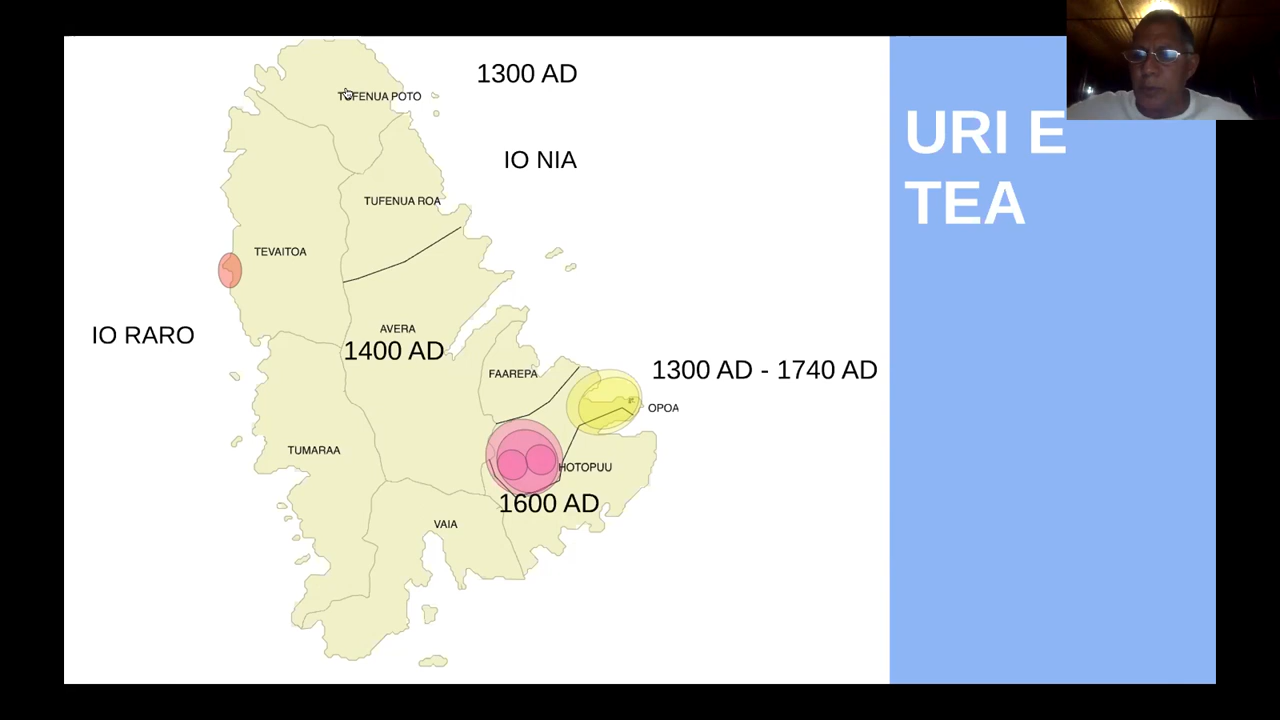 1300 AD
TUFENUA POTO
IO NIA
TUFENUA ROA
TEVAITOA
IO RARO
AVERA
1400 AD
FAAREPA
1300 AD - 1740 AD
OPOA
TUMARAA
HOTOPUU
1600 AD
VAIA
URI E
TEA